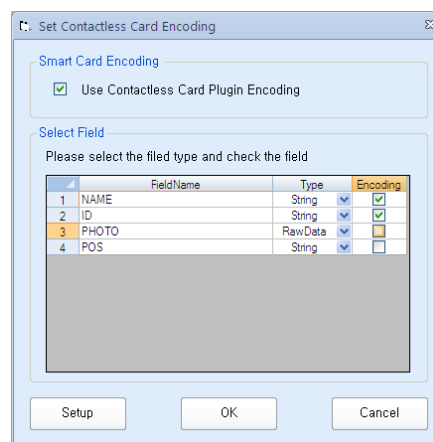 Set Contactless Card Encoding
Smart Card Encoding
Use Contactless Card Plugin Encoding
Select Field
Please select the filed type and check the field
FieldName Type Encoding
1 NAME String
2 ID String
3 PHOTO RawData
4 POS String
Setup OK Cancel